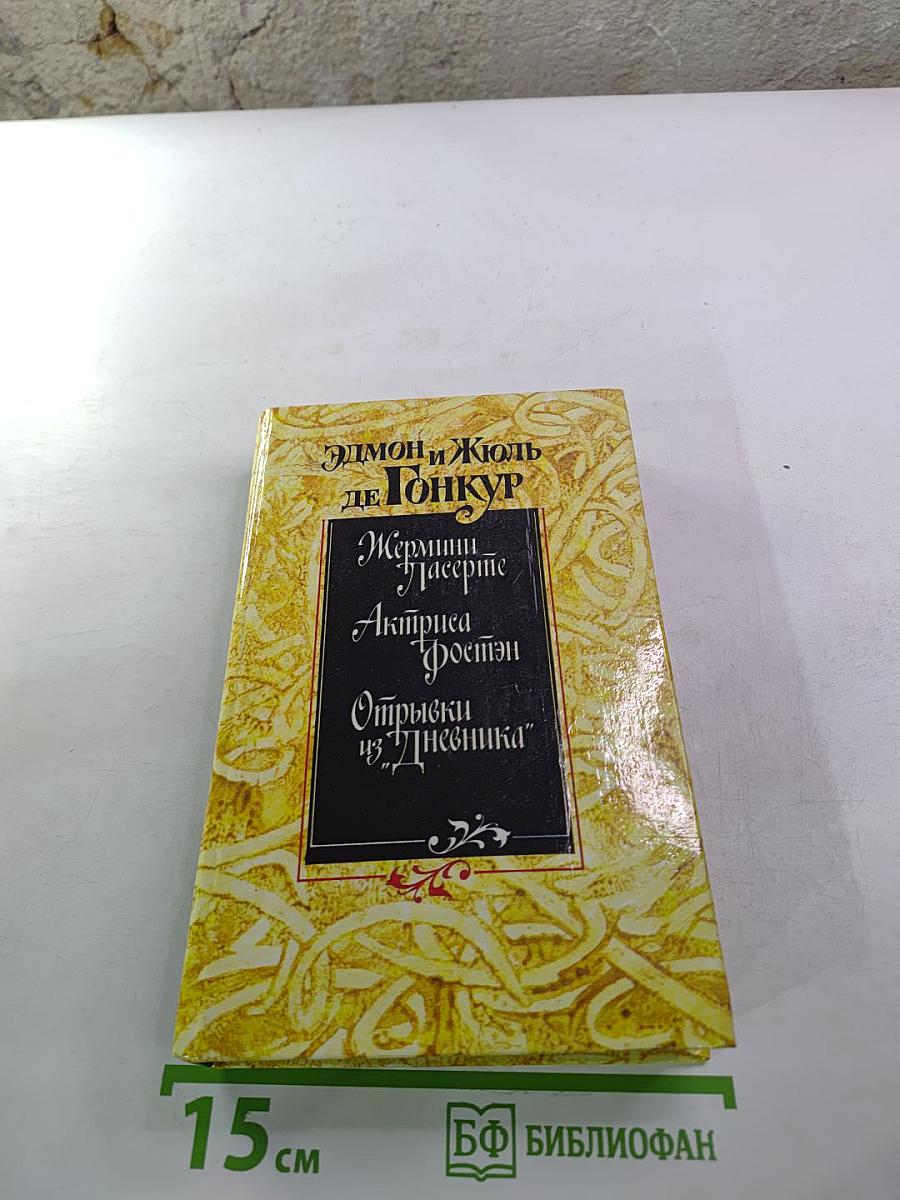 Эдмон и Жюль
де Гонкур
Жермини
Ласерте
Актриса
Фостэн
Отрывки
из „Дневника"
15 см
БФ БИБЛИОФАН